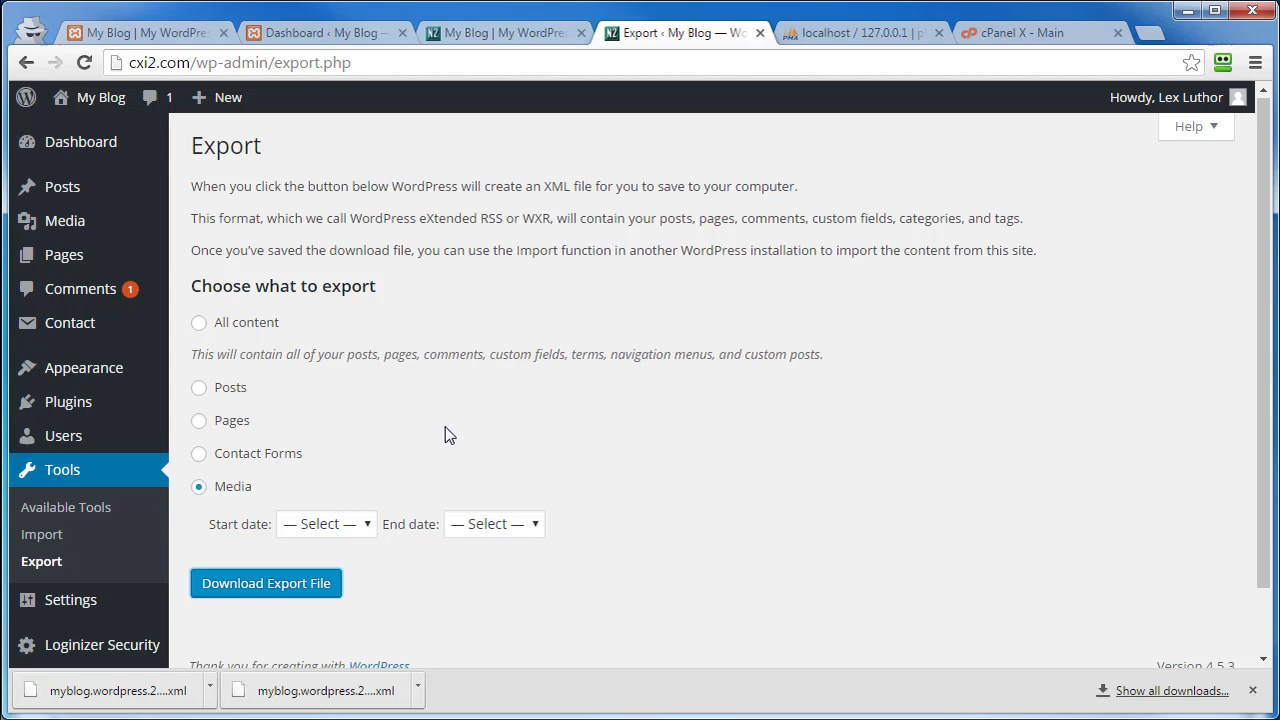 My Blog | My WordPre
Dashboard ‹ My Blog —
My Blog | My WordPre
Export ‹ My Blog — Wo
localhost / 127.0.0.1 | p
cPanel X - Main
cxi2.com/wp-admin/export.php
My Blog
1
New
Howdy, Lex Luthor
Help
Dashboard
Posts
Media
Pages
Comments 1
Contact
Appearance
Plugins
Users
Tools
Available Tools
Import
Export
Settings
Loginizer Security
Export
When you click the button below WordPress will create an XML file for you to save to your computer.
This format, which we call WordPress eXtended RSS or WXR, will contain your posts, pages, comments, custom fields, categories, and tags.
Once you've saved the download file, you can use the Import function in another WordPress installation to import the content from this site.
Choose what to export
All content
This will contain all of your posts, pages, comments, custom fields, terms, navigation menus, and custom posts.
Posts
Pages
Contact Forms
Media
Start date: — Select — End date: — Select —
Download Export File
Thank you for creating with WordPress
Version 4.5.3
myblog.wordpress.2....xml
myblog.wordpress.2....xml
Show all downloads...